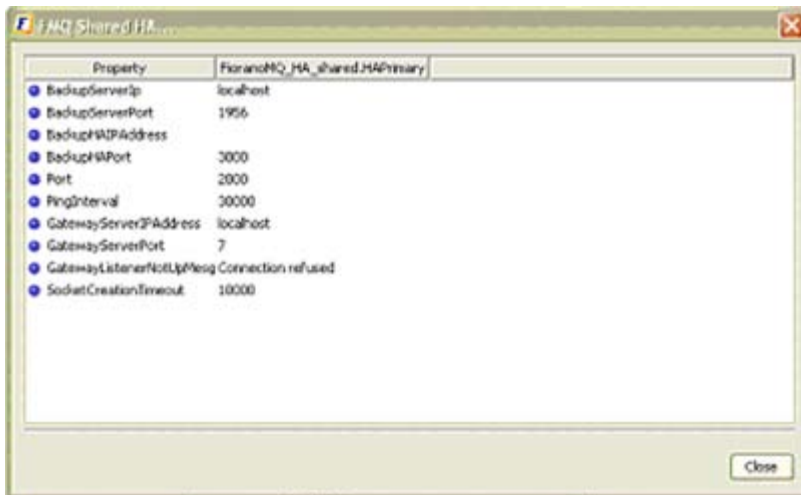 FMQ Shared HA....
Property FioranoMQ_HA_shared.HAPrimary
BackupServerIp localhost
BackupServerPort 1956
BackupHAIPAddress
BackupHAPort 3000
Port 2000
PingInterval 30000
GatewayServerIPAddress localhost
GatewayServerPort 7
GatewayListenerNotUpMesg Connection refused
SocketCreationTimeout 10000
Close